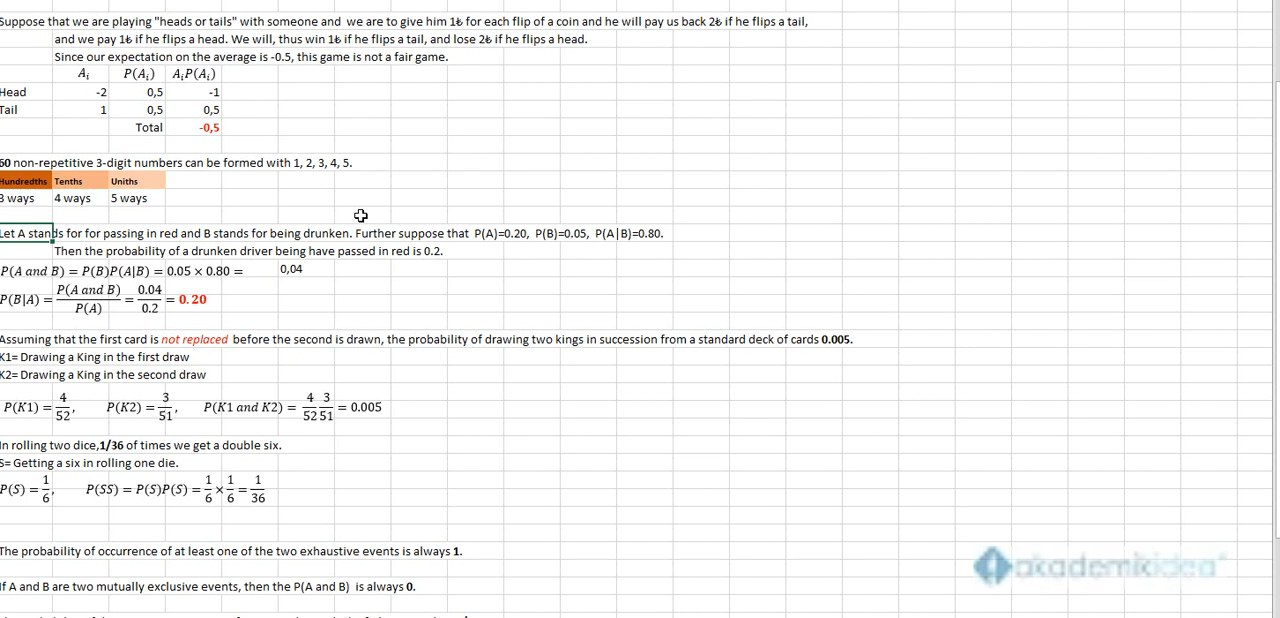 Suppose that we are playing "heads or tails" with someone and we are to give him 1₺ for each flip of a coin and he will pay us back 2₺ if he flips a tail,
and we pay 1₺ if he flips a head. We will, thus win 1₺ if he flips a tail, and lose 2₺ if he flips a head.
Since our expectation on the average is -0.5, this game is not a fair game.
Aᵢ P(Aᵢ) AᵢP(Aᵢ)
Head -2 0,5 -1
Tail 1 0,5 0,5
Total -0,5
60 non-repetitive 3-digit numbers can be formed with 1, 2, 3, 4, 5.
Hundredths Tenths Uniths
3 ways 4 ways 5 ways
Let A stands for for passing in red and B stands for being drunken. Further suppose that P(A)=0.20, P(B)=0.05, P(A|B)=0.80.
Then the probability of a drunken driver being have passed in red is 0.2.
P(A and B) = P(B)P(A|B) = 0.05 × 0.80 = 0,04
P(B|A) = P(A and B)/P(A) = 0.04/0.2 = 0.20
Assuming that the first card is not replaced before the second is drawn, the probability of drawing two kings in succession from a standard deck of cards 0.005.
K1= Drawing a King in the first draw
K2= Drawing a King in the second draw
P(K1) = 4/52, P(K2) = 3/51, P(K1 and K2) = 4/52 3/51 = 0.005
In rolling two dice,1/36 of times we get a double six.
S= Getting a six in rolling one die.
P(S) = 1/6, P(SS) = P(S)P(S) = 1/6 × 1/6 = 1/36
The probability of occurrence of at least one of the two exhaustive events is always 1.
If A and B are two mutually exclusive events, then the P(A and B) is always 0.
akademikidea